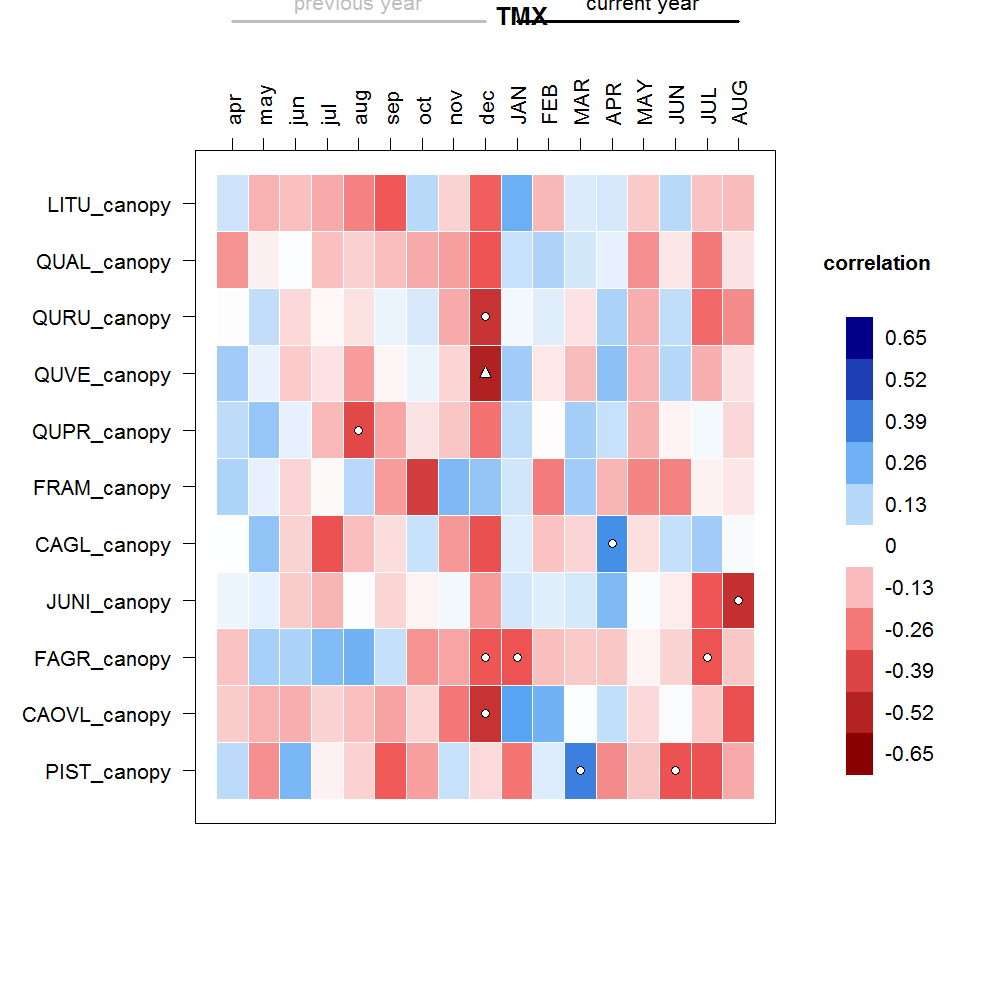 previous year
current year
TMX
apr may jun jul aug sep oct nov dec JAN FEB MAR APR MAY JUN JUL AUG
LITU_canopy
QUAL_canopy
QURU_canopy
QUVE_canopy
QUPR_canopy
FRAM_canopy
CAGL_canopy
JUNI_canopy
FAGR_canopy
CAOVL_canopy
PIST_canopy
correlation
0.65
0.52
0.39
0.26
0.13
0
-0.13
-0.26
-0.39
-0.52
-0.65